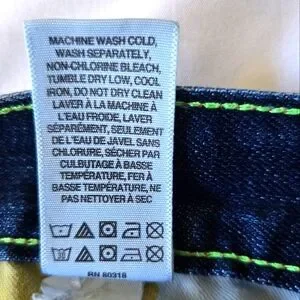 MACHINE WASH COLD,
WASH SEPARATELY,
NON-CHLORINE BLEACH,
TUMBLE DRY LOW, COOL
IRON, DO NOT DRY CLEAN
LAVER À LA MACHINE À
L'EAU FROIDE, LAVER
SÉPARÉMENT, SEULEMENT
DE L'EAU DE JAVEL SANS
CHLORURE, SÉCHER PAR
CULBUTAGE À BASSE
TEMPÉRATURE, FER À
BASSE TEMPÉRATURE, NE
PAS NETTOYER À SEC
RN 80318